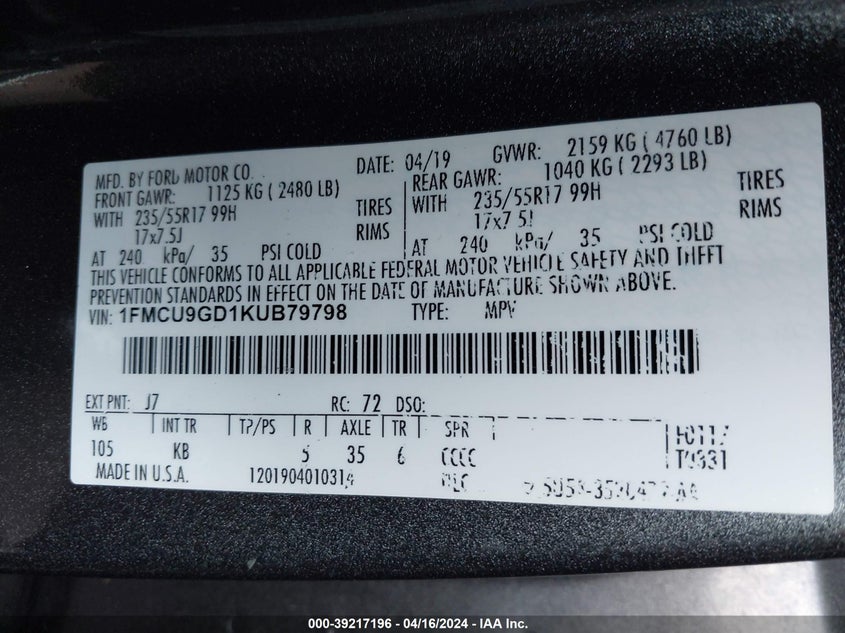 MFD. BY FORD MOTOR CO. DATE: 04/19 GVWR: 2159 KG ( 4760 LB)
FRONT GAWR: 1125 KG ( 2480 LB) REAR GAWR: 1040 KG ( 2293 LB)
WITH 235/55R17 99H TIRES WITH 235/55R17 99H TIRES
17x7.5J RIMS 17x7.5J RIMS
AT 240 kPa/ 35 PSI COLD AT 240 kPa/ 35 PSI COLD
THIS VEHICLE CONFORMS TO ALL APPLICABLE FEDERAL MOTOR VEHICLE SAFETY AND THEFT
PREVENTION STANDARDS IN EFFECT ON THE DATE OF MANUFACTURE SHOWN ABOVE.
VIN: 1FMCU9GD1KUB79798 TYPE: MPV
EXT PNT: J7 RC: 72 DSO:
WB INT TR TP/PS R AXLE TR SPR
105 KB 5 35 6
MADE IN U.S.A. 120190401031
000-39217196 - 04/16/2024 - IAA Inc.